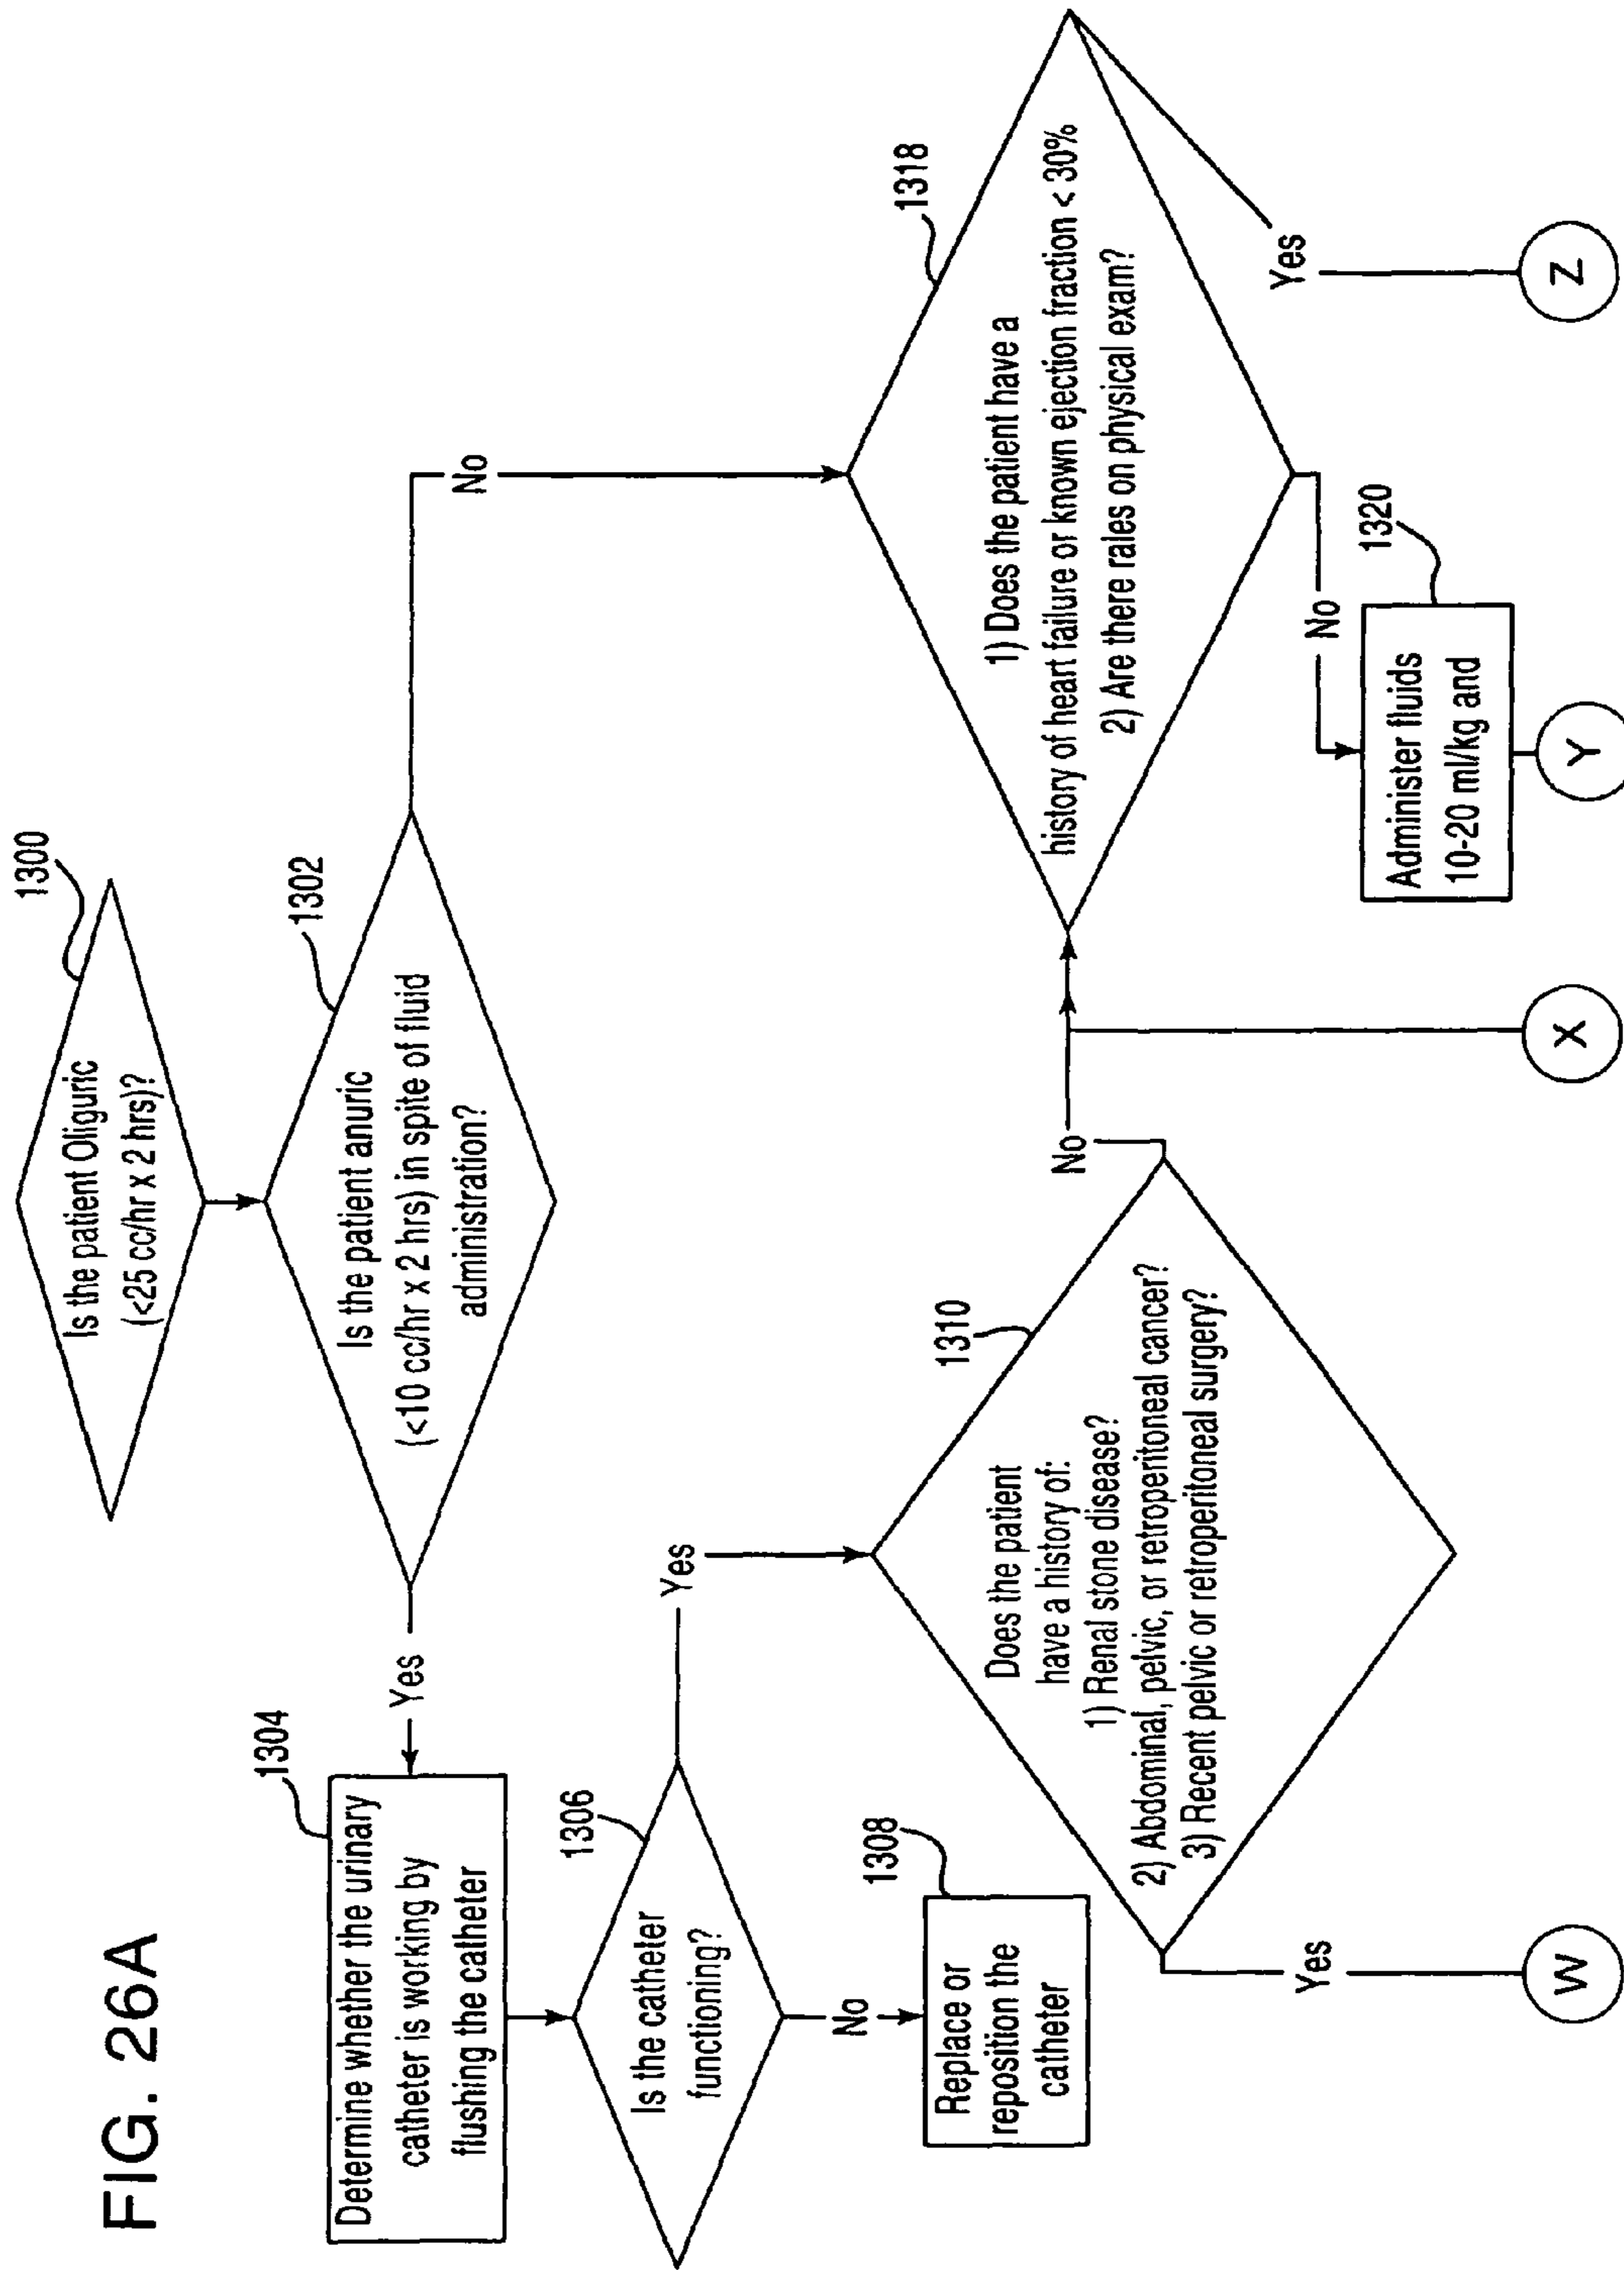 FIG. 26A
1300
Is the patient Oliguric
(<25 cc/hr x 2 hrs)?
1302
Is the patient anuric
(<10 cc/hr x 2 hrs) in spite of fluid
administration?
Yes
No
1304
Determine whether the urinary
catheter is working by
flushing the catheter
1306
Is the catheter
functioning?
Yes
No
1308
Replace or
reposition the
catheter
1310
Does the patient
have a history of:
1) Renal stone disease?
2) Abdominal, pelvic, or retroperitoneal cancer?
3) Recent pelvic or retroperitoneal surgery?
No
Yes
W
X
1318
1) Does the patient have a
history of heart failure or known ejection fraction < 30%
2) Are there rales on physical exam?
No
Yes
1320
Administer fluids
10-20 ml/kg and
Y
Z